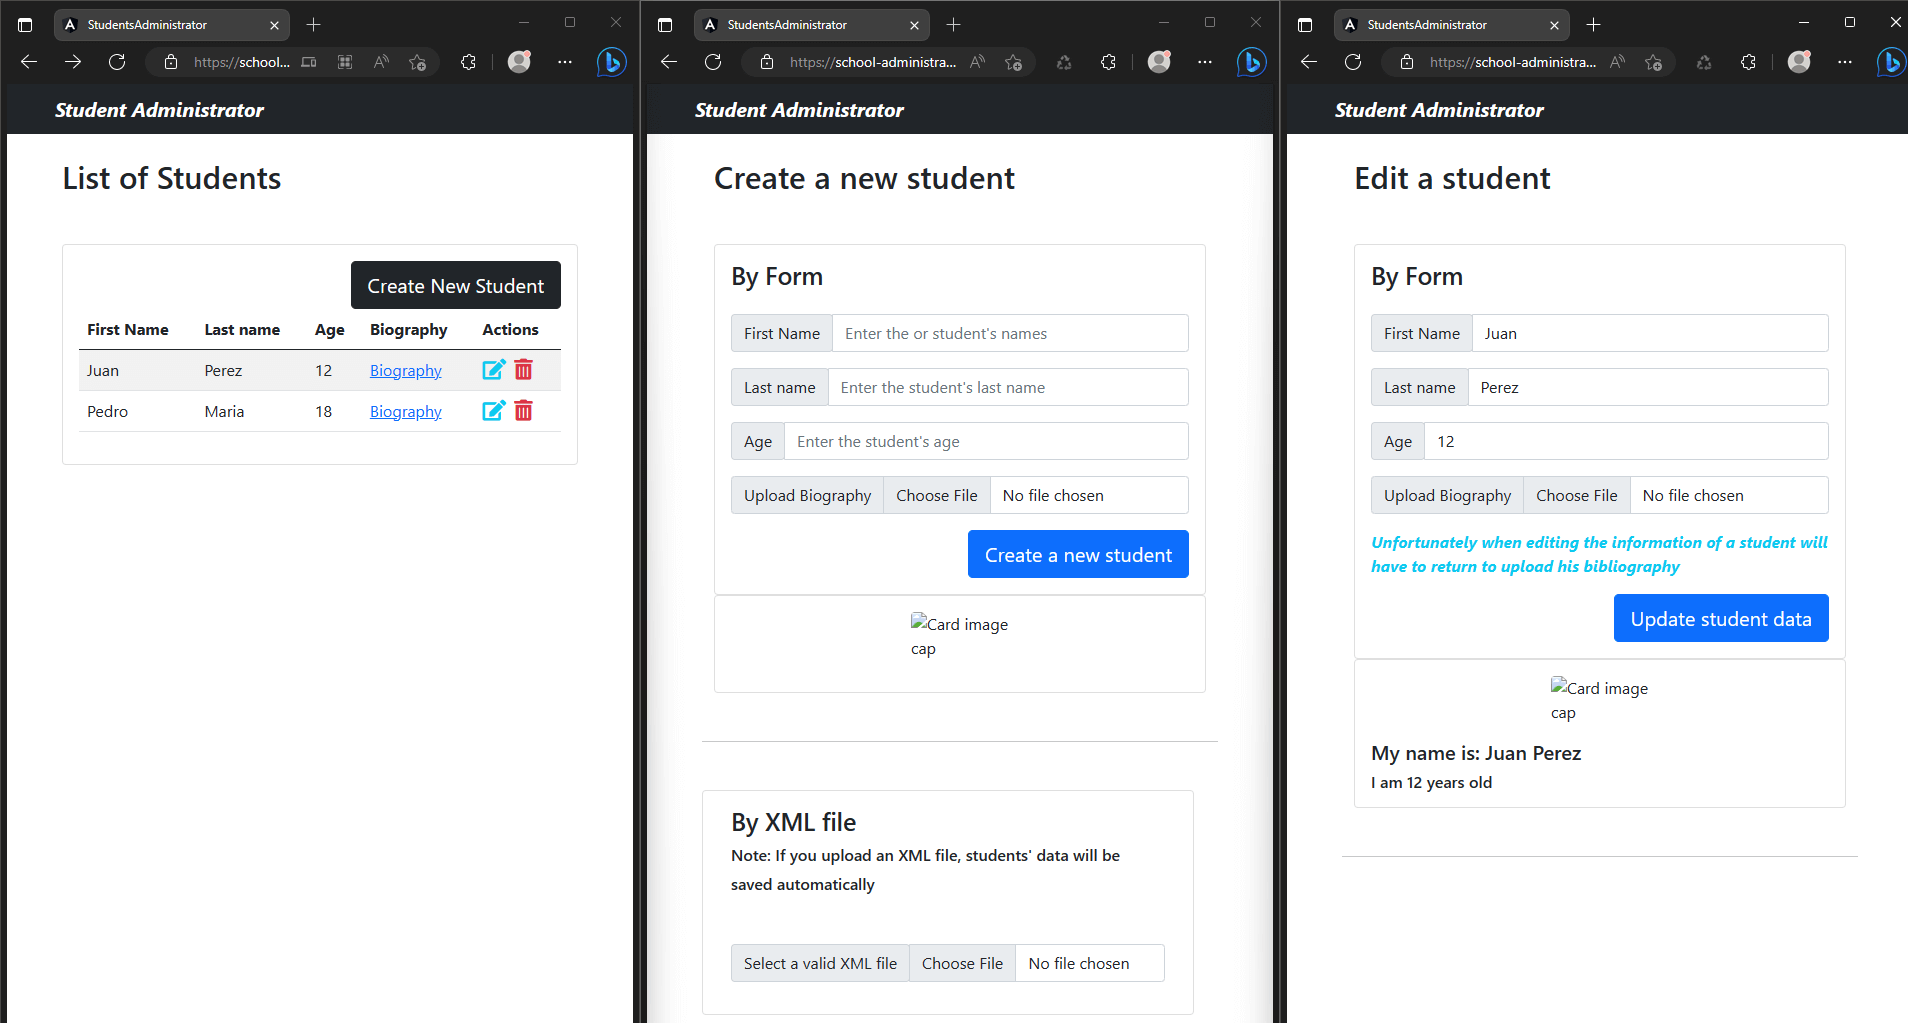 StudentsAdministrator
https://school...
Student Administrator
List of Students
Create New Student
First Name Last name Age Biography Actions
Juan Perez 12 Biography
Pedro Maria 18 Biography
StudentsAdministrator
https://school-administra...
Student Administrator
Create a new student
By Form
First Name Enter the or student's names
Last name Enter the student's last name
Age Enter the student's age
Upload Biography Choose File No file chosen
Create a new student
Card image
cap
By XML file
Note: If you upload an XML file, students' data will be
saved automatically
Select a valid XML file Choose File No file chosen
StudentsAdministrator
https://school-administra...
Student Administrator
Edit a student
By Form
First Name Juan
Last name Perez
Age 12
Upload Biography Choose File No file chosen
Unfortunately when editing the information of a student will
have to return to upload his bibliography
Update student data
Card image
cap
My name is: Juan Perez
I am 12 years old